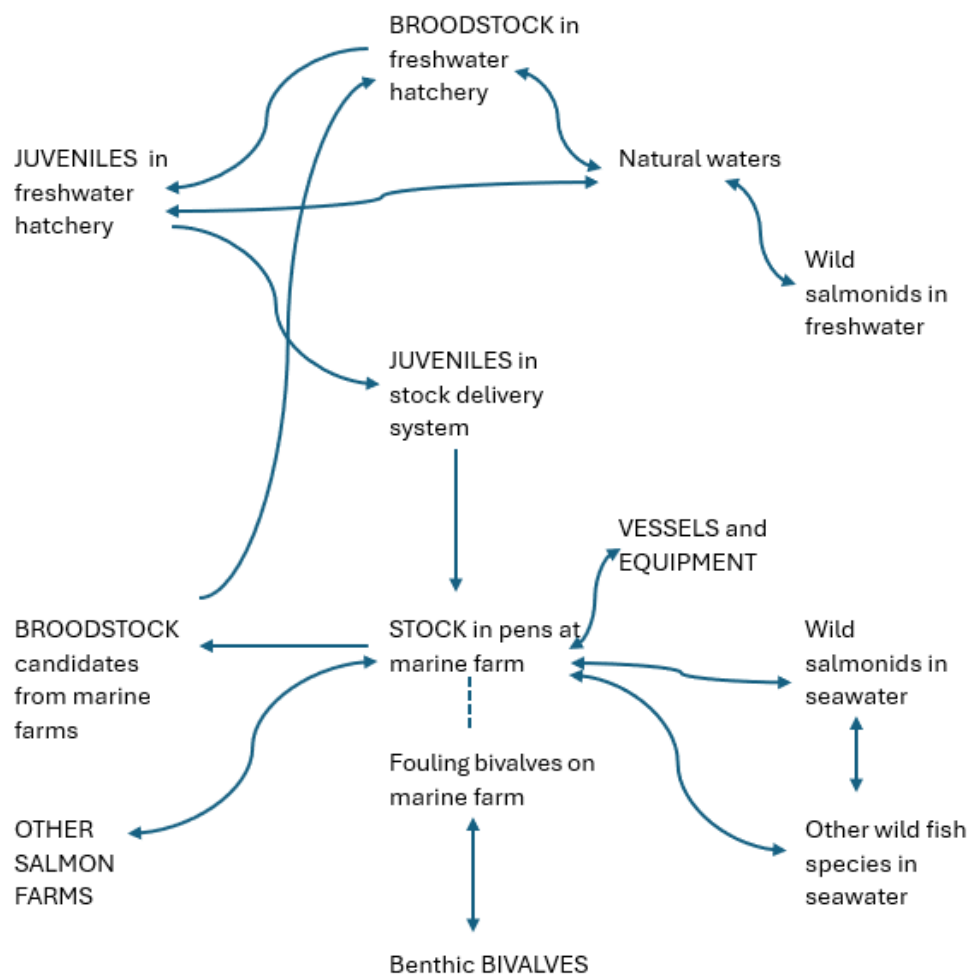 BROODSTOCK in
freshwater
hatchery
JUVENILES in
freshwater
hatchery
Natural waters
Wild
salmonids in
freshwater
JUVENILES in
stock delivery
system
VESSELS and
EQUIPMENT
BROODSTOCK
candidates
from marine
farms
STOCK in pens at
marine farm
Wild
salmonids in
seawater
Fouling bivalves on
marine farm
OTHER
SALMON
FARMS
Other wild fish
species in
seawater
Benthic BIVALVES